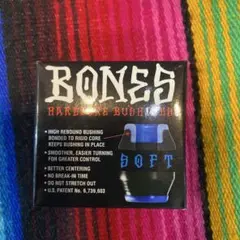 BONES
HARDCORE BUSHINGS
• HIGH REBOUND BUSHING
BONDED TO RIGID CORE
KEEPS BUSHING IN PLACE
• SMOOTHER, EASIER TURNING
FOR GREATER CONTROL
• BETTER CENTERING
• NO BREAK-IN TIME
• DO NOT STRETCH OUT
• U.S. PATENT No. 6,739,603
SOFT